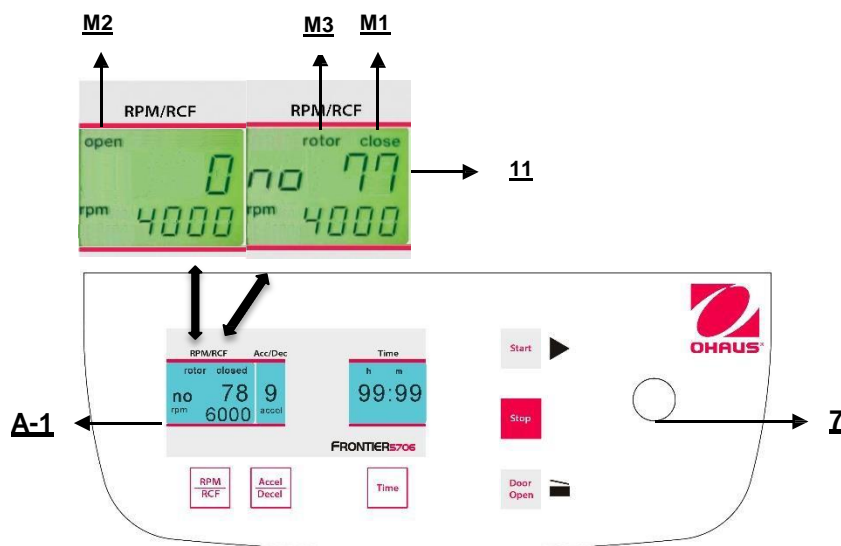 M2
M3
M1
RPM/RCF
RPM/RCF
open
0
rpm
4000
rotor close
no 77
rpm
4000
11
RPM/RCF
Acc/Dec
rotor closed
no 78
rpm 6000
9
accel
Time
h m
99:99
A-1
FRONTIER5706
RPM
RCF
Accel
Decel
Time
Start
Stop
Door
Open
OHAUS®
7